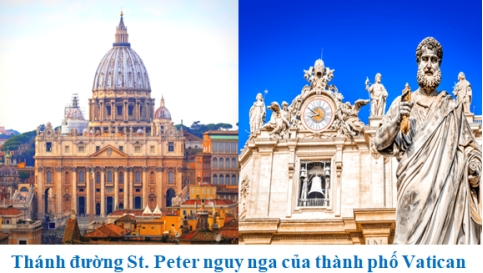 Thánh đường St. Peter nguy nga của thành phố Vatican